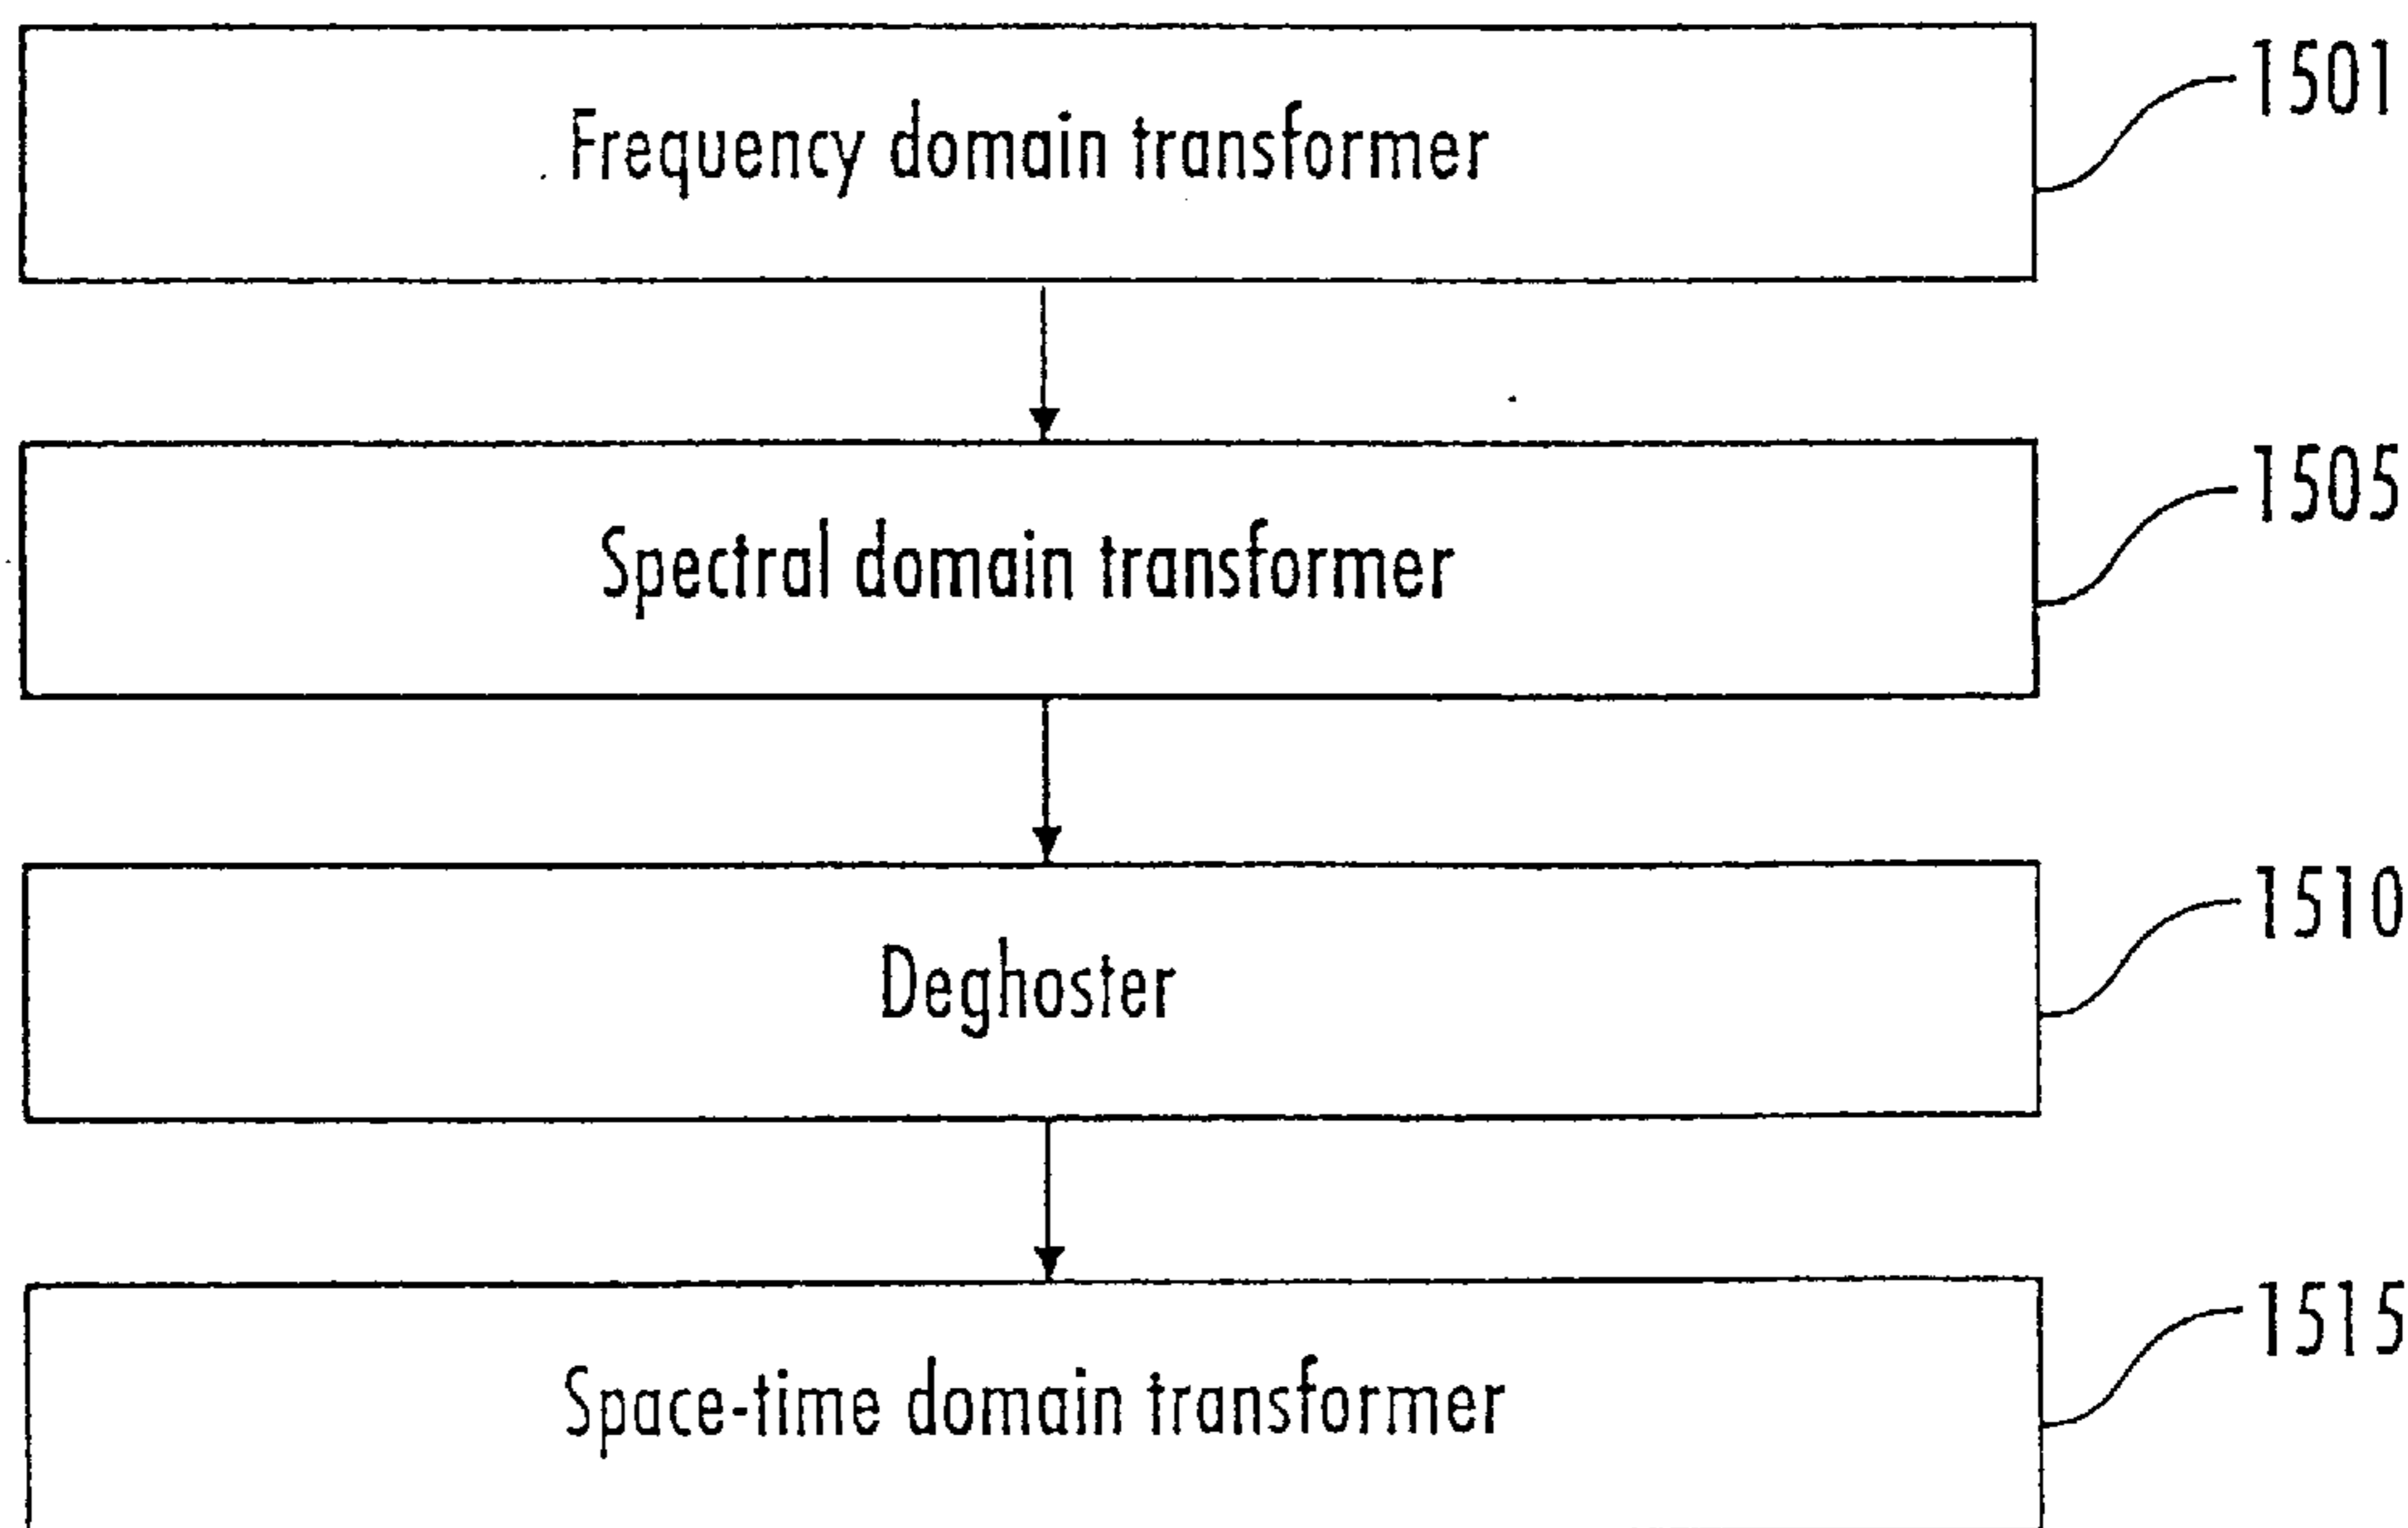 Frequency domain transformer
1501
Spectral domain transformer
1505
Deghoster
1510
Space-time domain transformer
1515